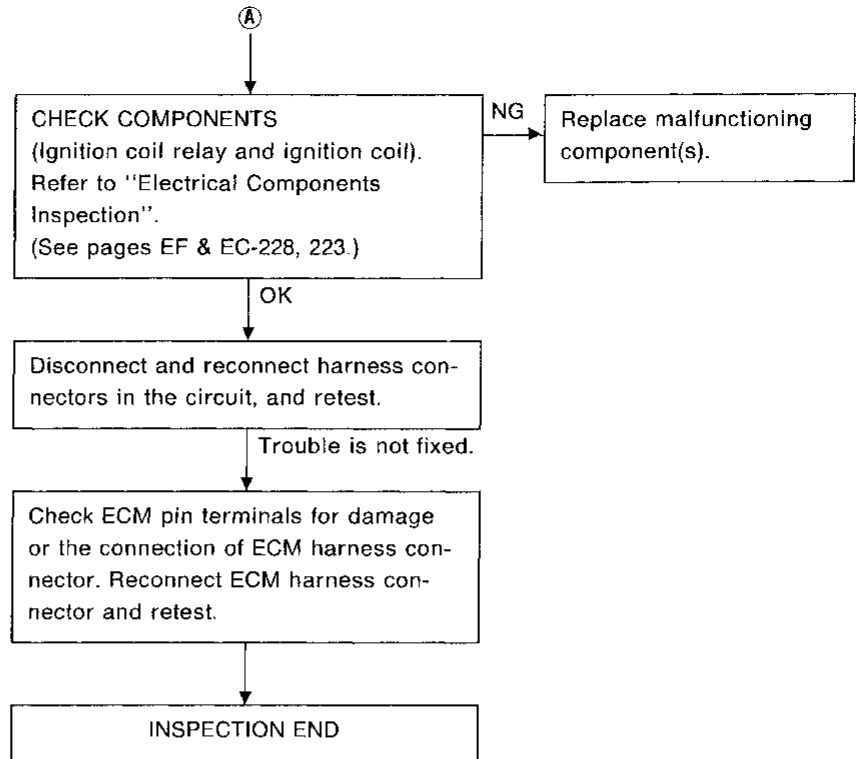 Ⓐ
CHECK COMPONENTS
(Ignition coil relay and ignition coil).
Refer to "Electrical Components
Inspection".
(See pages EF & EC-228, 223.)
NG
Replace malfunctioning
component(s).
OK
Disconnect and reconnect harness con-
nectors in the circuit, and retest.
Trouble is not fixed.
Check ECM pin terminals for damage
or the connection of ECM harness con-
nector. Reconnect ECM harness con-
nector and retest.
INSPECTION END